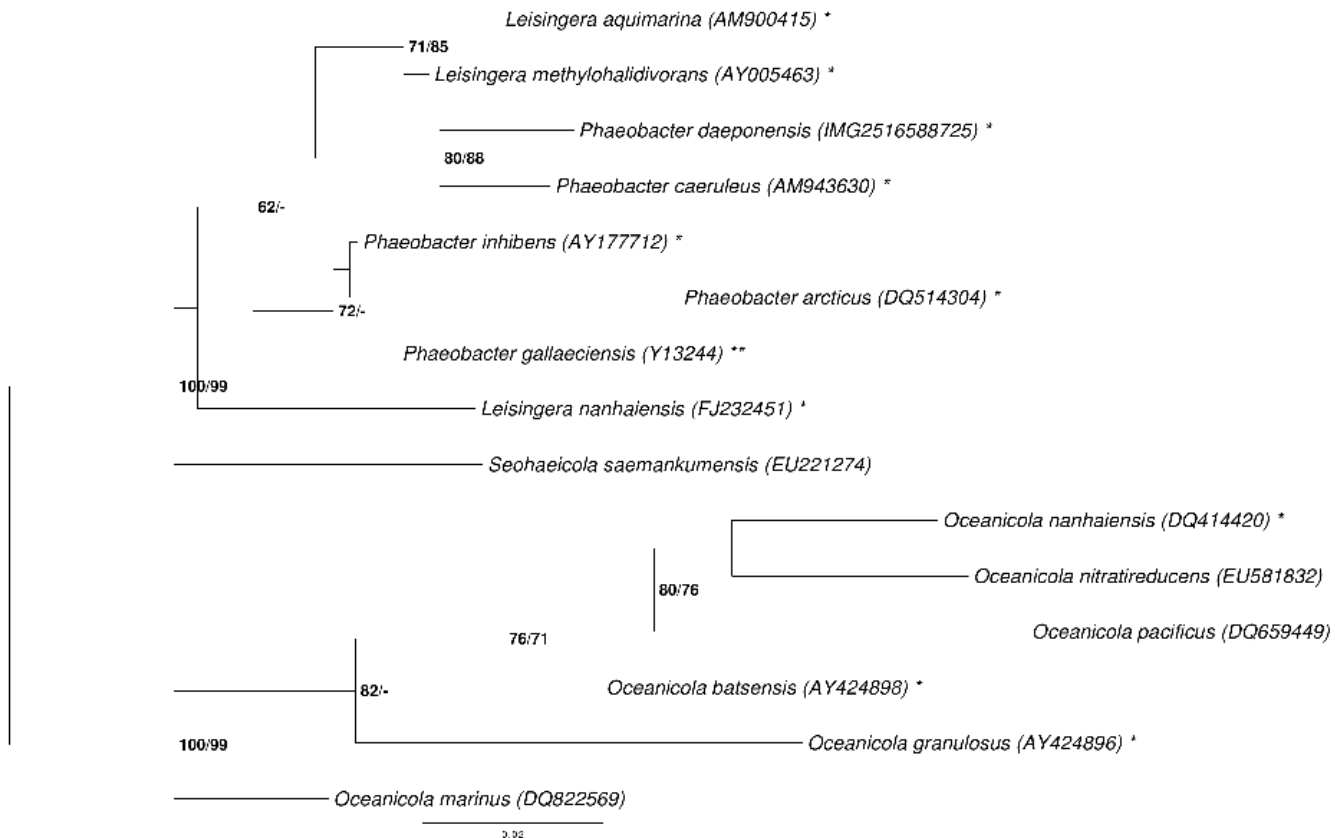 Leisingera aquimarina (AM900415) *
71/85
Leisingera methylohalidivorans (AY005463) *
Phaeobacter daeponensis (IMG2516588725) *
80/88
Phaeobacter caeruleus (AM943630) *
62/-
Phaeobacter inhibens (AY177712) *
Phaeobacter arcticus (DQ514304) *
72/-
Phaeobacter gallaeciensis (Y13244) **
100/99
Leisingera nanhaiensis (FJ232451) *
Seohaeicola saemankumensis (EU221274)
Oceanicola nanhaiensis (DQ414420) *
Oceanicola nitratireducens (EU581832)
80/76
Oceanicola pacificus (DQ659449)
76/71
Oceanicola batsensis (AY424898) *
82/-
Oceanicola granulosus (AY424896) *
100/99
Oceanicola marinus (DQ822569)
0.02